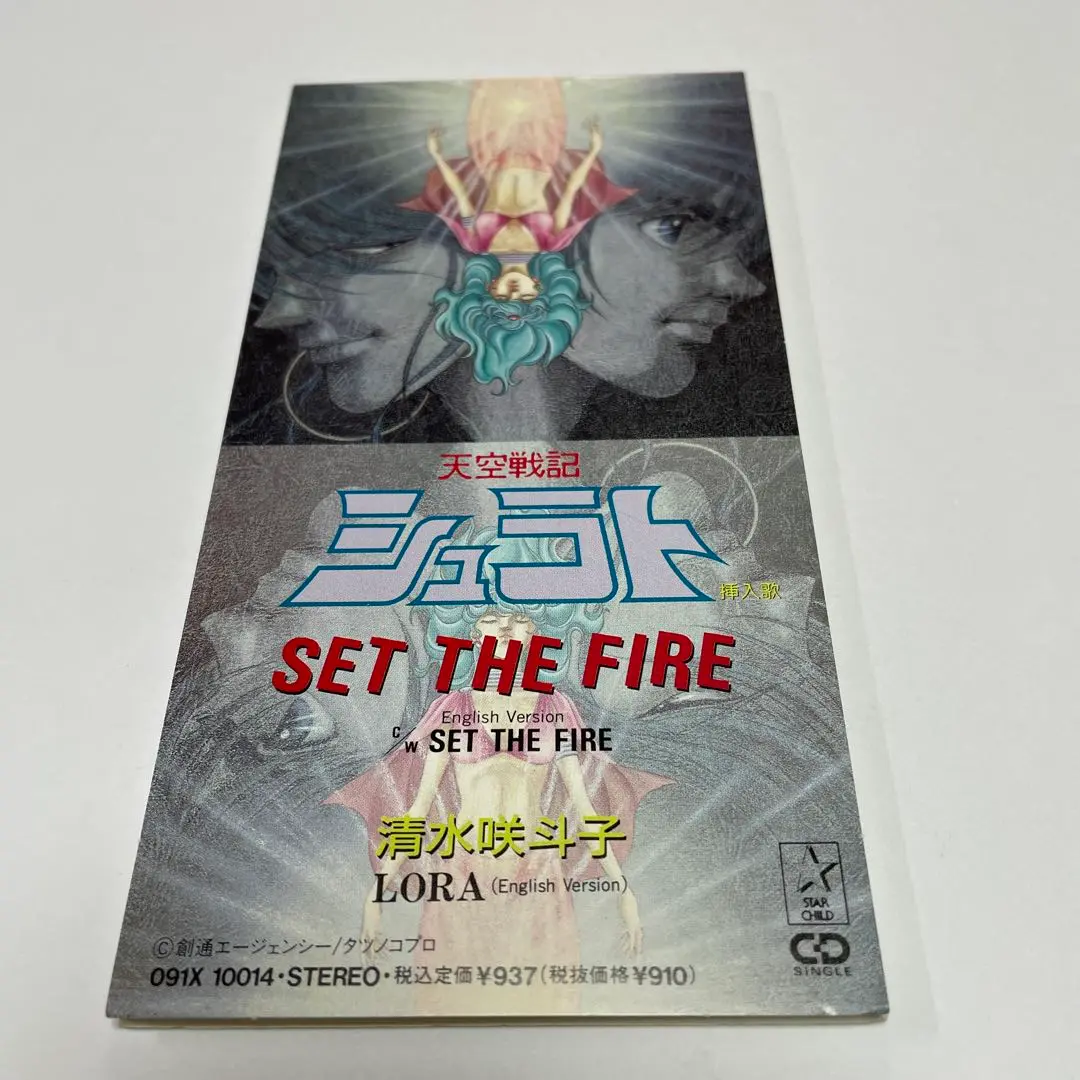 天空戦記
シュラト
挿入歌
SET THE FIRE
English Version
C/W SET THE FIRE
清水咲斗子
LORA (English Version)
STAR
CHILD
Ⓒ創通エージェンシー/タツノコプロ
CD
SINGLE
091X 10014・STEREO・税込定価¥937(税抜価格¥910)